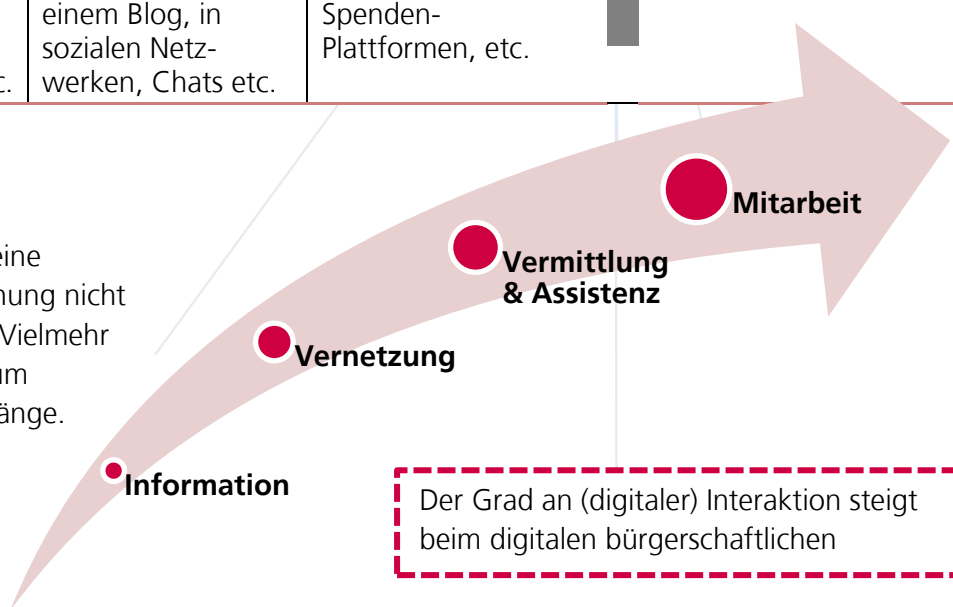 einem Blog, in
sozialen Netz-
werken, Chats etc.
Spenden-
Plattformen, etc.
c.
eine
nung nicht
Vielmehr
um
änge.
Mitarbeit
Vermittlung
& Assistenz
Vernetzung
Information
Der Grad an (digitaler) Interaktion steigt
beim digitalen bürgerschaftlichen